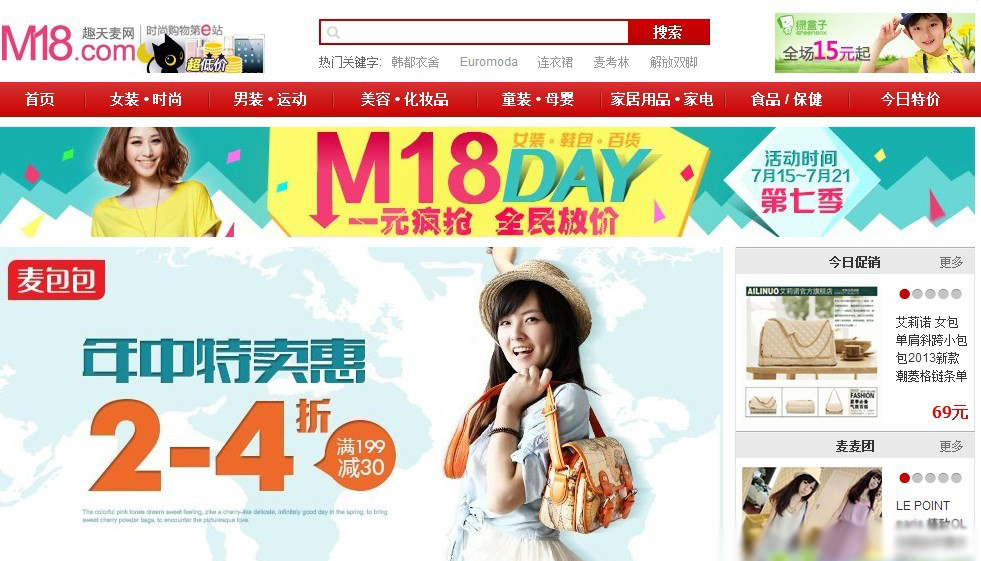 M18.com
趣天麦网
时尚购物第e站
超低价
搜索
绿盒子
greenbox
全场15元起
热门关键字: 韩都衣舍 Euromoda 连衣裙 麦考林 解放双脚
首页 女装·时尚 男装·运动 美容·化妆品 童装·母婴 家居用品·家电 食品 / 保健 今日特价
M18DAY
女装·鞋包·百货
一元疯抢 全民放价
活动时间
7月15~7月21
第七季
麦包包
年中特卖惠
2-4折
满199
减30
The colorful pink tones dream sweet feeling, like a cherry-like delicate, infinitely good day in the spring, to bring
sweet cherry powder bags, to encounter the picturesque love.
今日促销 更多
AILINUO 艾莉诺官方旗舰店
艾莉诺 女包
单肩斜跨小包
包2013新款
潮菱格链条单
FASHION
69元
麦麦团 更多
LE POINT